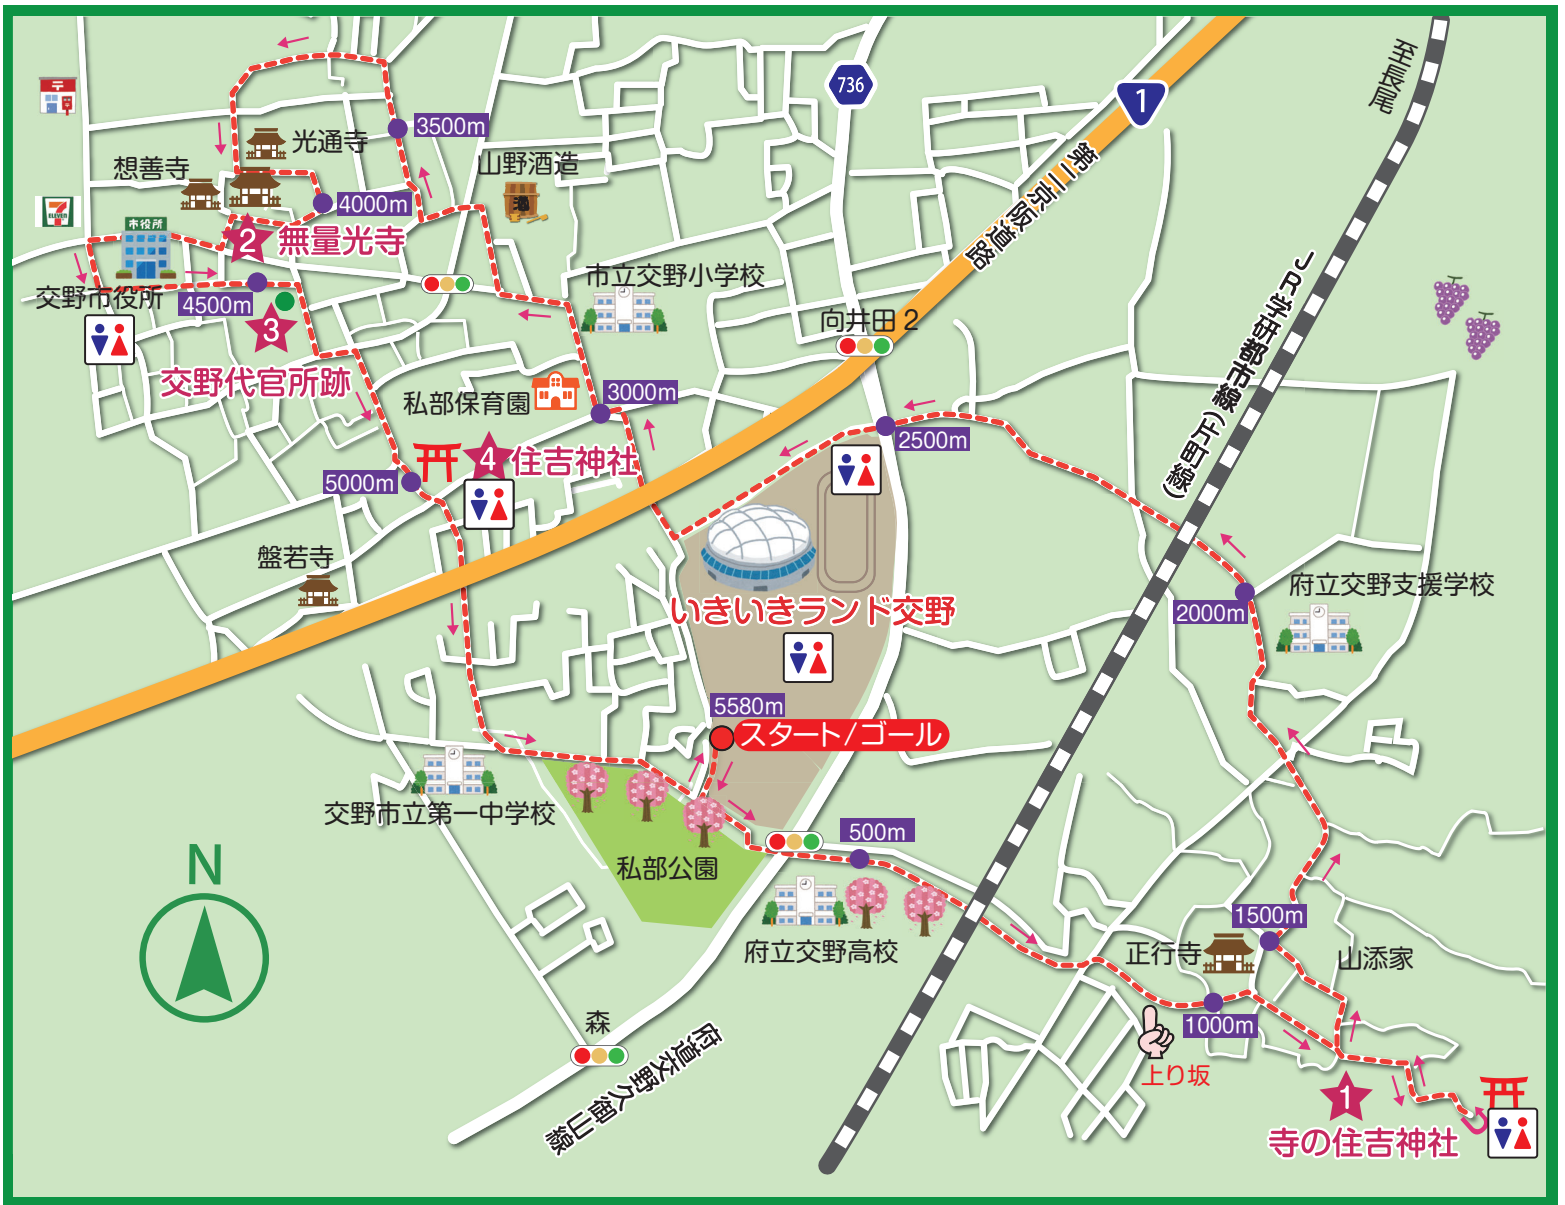 至長尾
736
1
〒
3500m
光通寺
山野酒造
想善寺
酒
第二京阪道路
4000m
7
ELEVEN
市役所
2
無量光寺
市立交野小学校
JR学研都市線(片町線)
交野市役所
4500m
3
向井田2
交野代官所跡
私部保育園
3000m
2500m
4
住吉神社
5000m
盤若寺
府立交野支援学校
2000m
いきいきランド交野
5580m
スタート/ゴール
交野市立第一中学校
500m
私部公園
N
1500m
府立交野高校
正行寺
山添家
1000m
森
府道交野久御山線
上り坂
1
寺の住吉神社